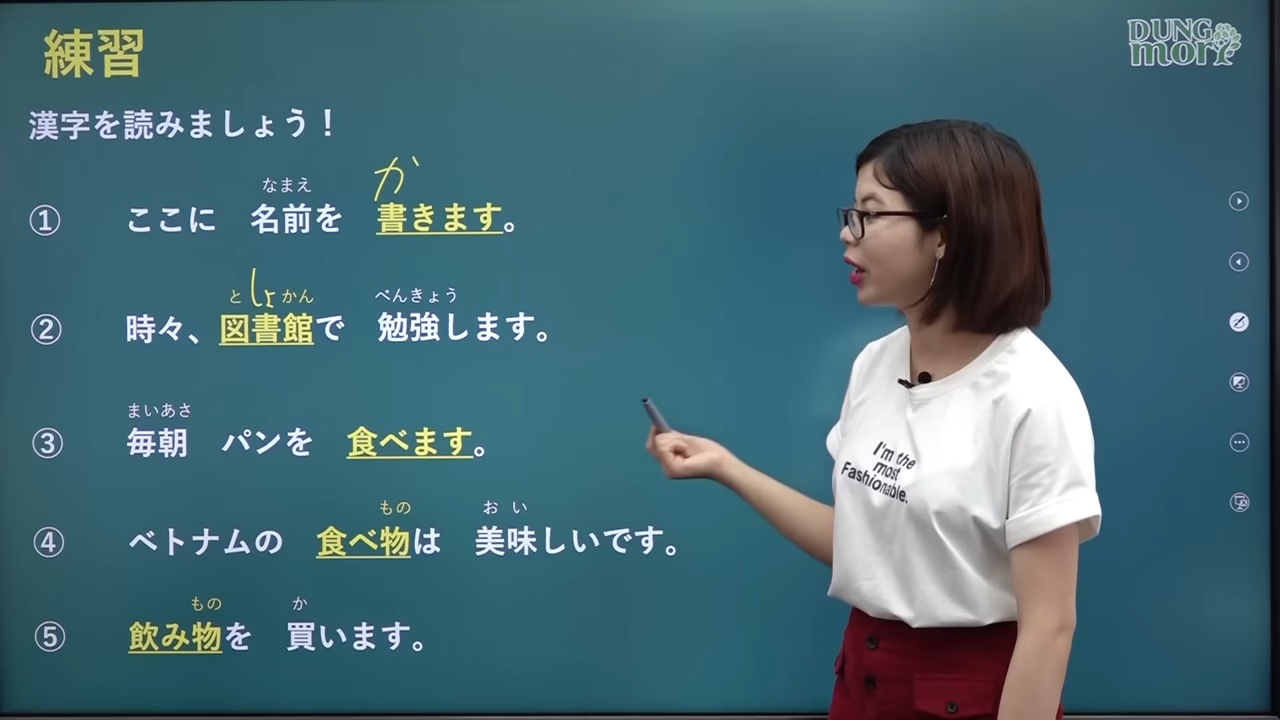 DUNG
mori
練習
漢字を読みましょう！
なまえ か
① ここに 名前を 書きます。
と しょ かん べんきょう
② 時々、図書館で 勉強します。
まいあさ
③ 毎朝 パンを 食べます。
もの お い
④ ベトナムの 食べ物は 美味しいです。
もの か
⑤ 飲み物を 買います。
I'm the
most
Fashionable.